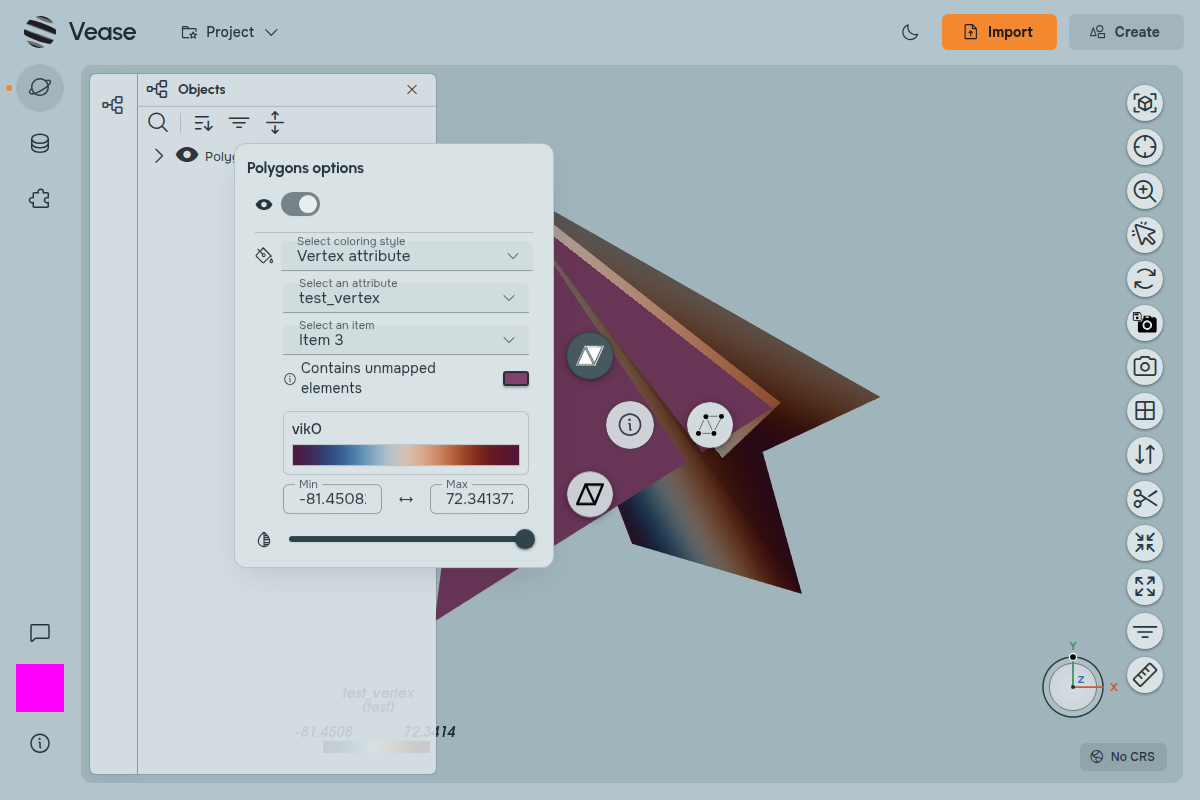 Vease
Project
Import
Create
Objects
Polygons options
Select coloring style
Vertex attribute
Select an attribute
test_vertex
Select an item
Item 3
Contains unmapped
elements
vikO
Min
Max
-81.4508
72.341377
test_vertex
(test)
-81.4508
72.3414
Y
Z
X
No CRS